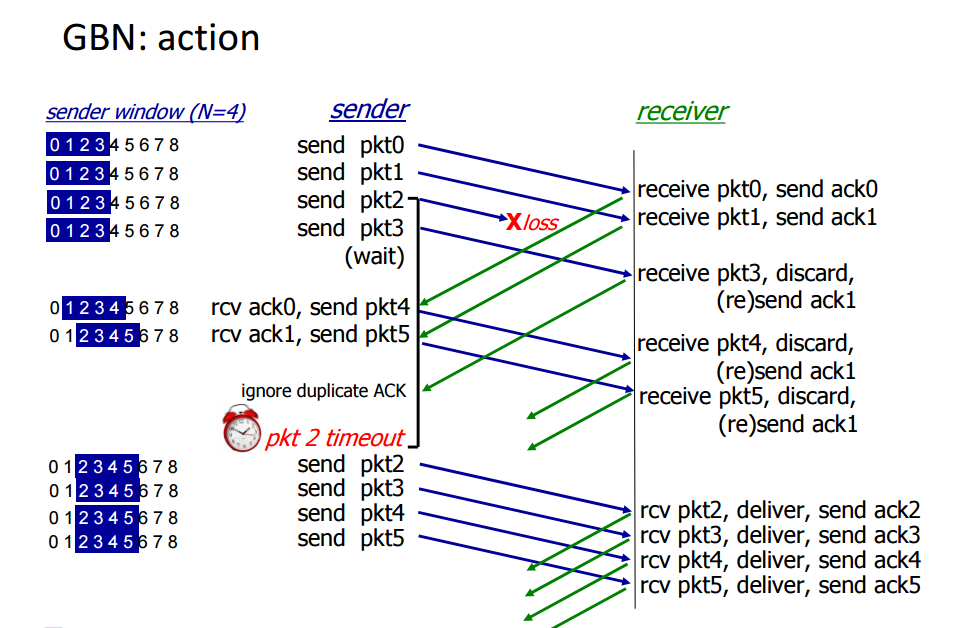 GBN: action
sender window (N=4) sender receiver
0 1 2 3 4 5 6 7 8 send pkt0
0 1 2 3 4 5 6 7 8 send pkt1
receive pkt0, send ack0
0 1 2 3 4 5 6 7 8 send pkt2
receive pkt1, send ack1
X loss
0 1 2 3 4 5 6 7 8 send pkt3
(wait)
receive pkt3, discard,
(re)send ack1
0 1 2 3 4 5 6 7 8 rcv ack0, send pkt4
0 1 2 3 4 5 6 7 8 rcv ack1, send pkt5
receive pkt4, discard,
(re)send ack1
ignore duplicate ACK
receive pkt5, discard,
(re)send ack1
pkt 2 timeout
0 1 2 3 4 5 6 7 8 send pkt2
0 1 2 3 4 5 6 7 8 send pkt3
0 1 2 3 4 5 6 7 8 send pkt4
0 1 2 3 4 5 6 7 8 send pkt5
rcv pkt2, deliver, send ack2
rcv pkt3, deliver, send ack3
rcv pkt4, deliver, send ack4
rcv pkt5, deliver, send ack5